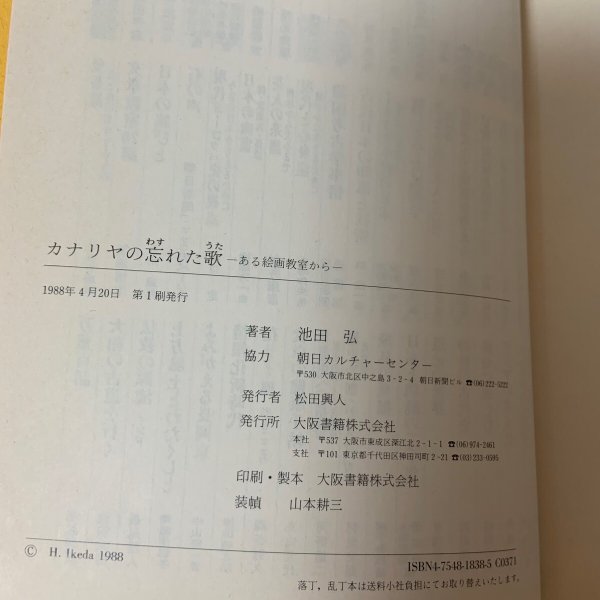 カナリヤの忘れた歌 ―ある絵画教室から―
1988年4月20日 第1刷発行
著者 池田 弘
協力 朝日カルチャーセンター
〒530 大阪市北区中之島3-2-4 朝日新聞ビル ☎(06)222-5222
発行者 松田興人
発行所 大阪書籍株式会社
本社 〒537 大阪市東成区深江北2-1-1 ☎(06)974-2461
支社 〒101 東京都千代田区神田司町2-21 ☎(03)233-0595
印刷・製本 大阪書籍株式会社
装幀 山本耕三
© H. Ikeda 1988
ISBN4-7548-1838-5 C0371
落丁,乱丁本は送料小社負担にてお取り替えいたします。